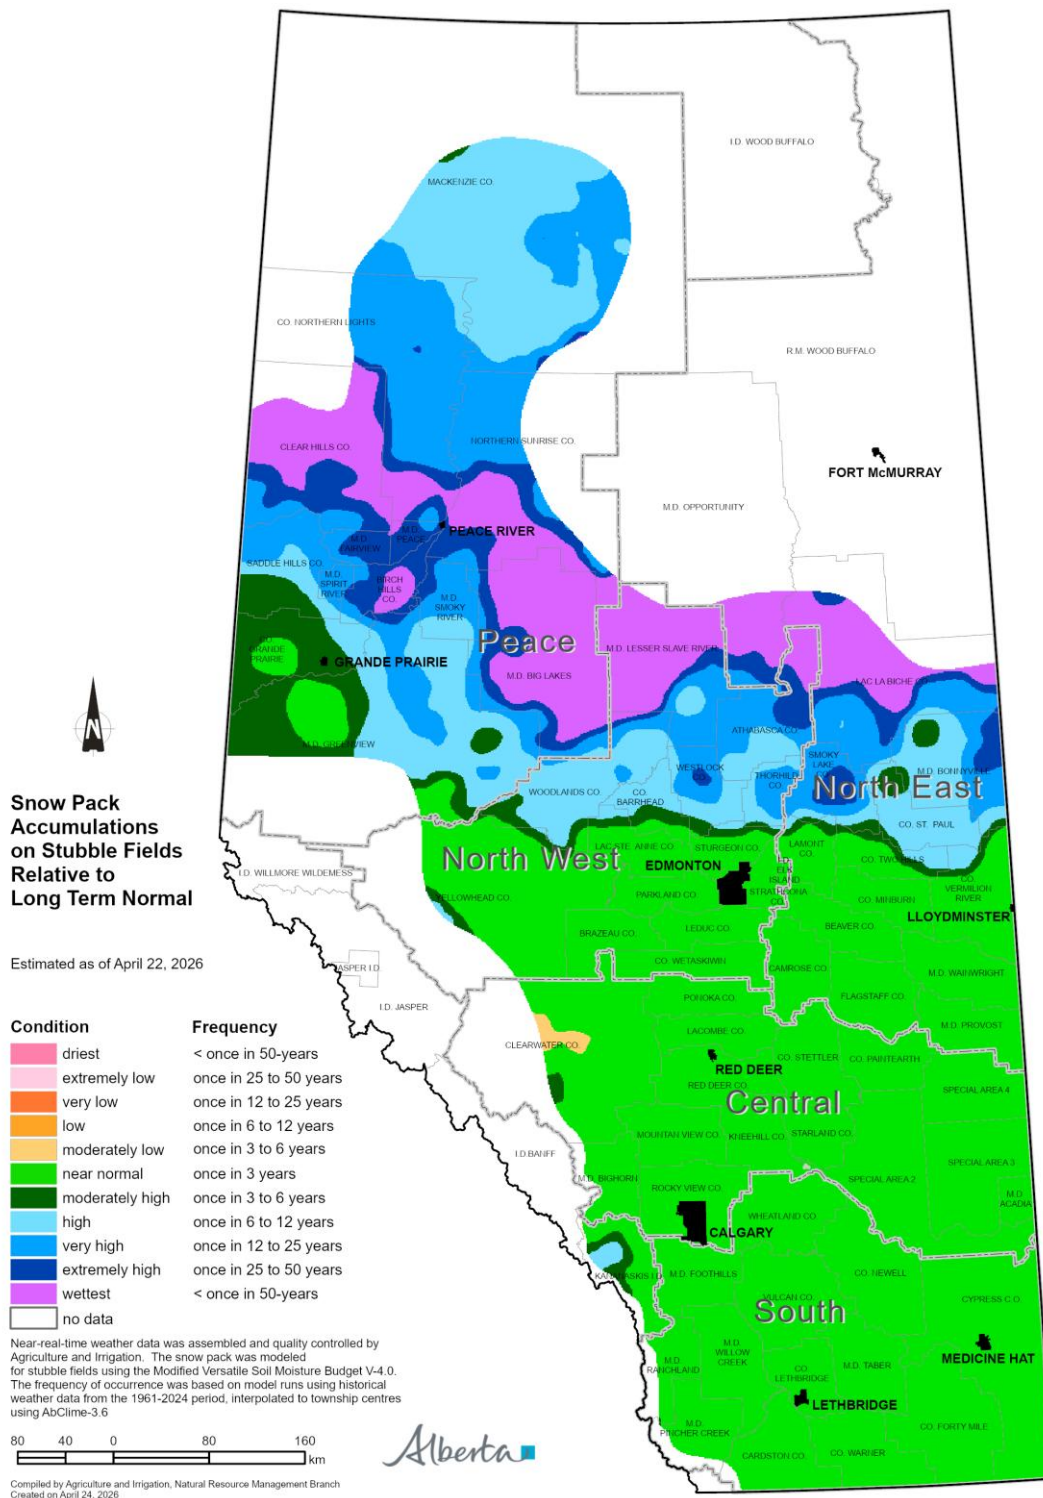 I.D. WOOD BUFFALO
MACKENZIE CO.
CO. NORTHERN LIGHTS
R.M. WOOD BUFFALO
CLEAR HILLS CO.
NORTHERN SUNRISE CO.
FORT McMURRAY
M.D. OPPORTUNITY
M.D.
PEACE
PEACE RIVER
M.D.
FAIRVIEW
SADDLE HILLS CO.
M.D.
SPIRIT
RIVER
BIRCH
HILLS
CO.
M.D.
SMOKY
RIVER
Peace
CO.
GRANDE
PRAIRIE
GRANDE PRAIRIE
M.D. LESSER SLAVE RIVER
M.D. BIG LAKES
LAC LA BICHE CO.
N
M.D. GREENVIEW
ATHABASCA CO.
WESTLOCK
CO.
THORHILD
CO.
SMOKY
LAKE
M.D. BONNYVILLE
North East
WOODLANDS CO.
CO.
BARRHEAD
CO. ST. PAUL
Snow Pack
Accumulations
on Stubble Fields
Relative to
Long Term Normal
North West
LAC STE. ANNE CO.
STURGEON CO.
LAMONT
CO.
CO. TWO HILLS
EDMONTON
ELK
ISLAND
I.D. WILLMORE WILDERNESS
YELLOWHEAD CO.
PARKLAND CO.
STRATHCONA
CO.
CO. MINBURN
CO.
VERMILION
RIVER
LLOYDMINSTER
BRAZEAU CO.
LEDUC CO.
BEAVER CO.
Estimated as of April 22, 2026
JASPER I.D.
CO. WETASKIWIN
CAMROSE CO.
M.D. WAINWRIGHT
I.D. JASPER
PONOKA CO.
FLAGSTAFF CO.
M.D. PROVOST
CLEARWATER CO.
LACOMBE CO.
RED DEER
CO. STETTLER
CO. PAINTEARTH
RED DEER CO.
SPECIAL AREA 4
Central
MOUNTAIN VIEW CO.
KNEEHILL CO.
STARLAND CO.
I.D.BANFF
M.D. BIGHORN
ROCKY VIEW CO.
SPECIAL AREA 2
SPECIAL AREA 3
M.D.
ACADIA
WHEATLAND CO.
CALGARY
KANANASKIS I.D.
M.D. FOOTHILLS
CO. NEWELL
VULCAN CO.
CYPRESS CO.
South
M.D.
WILLOW
CREEK
M.D.
RANCHLAND
CO.
LETHBRIDGE
M.D. TABER
MEDICINE HAT
LETHBRIDGE
M.D.
PINCHER CREEK
CO. FORTY MILE
CARDSTON CO.
CO. WARNER
Condition Frequency
driest < once in 50-years
extremely low once in 25 to 50 years
very low once in 12 to 25 years
low once in 6 to 12 years
moderately low once in 3 to 6 years
near normal once in 3 years
moderately high once in 3 to 6 years
high once in 6 to 12 years
very high once in 12 to 25 years
extremely high once in 25 to 50 years
wettest < once in 50-years
no data
Near-real-time weather data was assembled and quality controlled by
Agriculture and Irrigation. The snow pack was modeled
for stubble fields using the Modified Versatile Soil Moisture Budget V-4.0.
The frequency of occurrence was based on model runs using historical
weather data from the 1961-2024 period, interpolated to township centres
using AbClime-3.6
80 40 0 80 160
km
Alberta
Compiled by Agriculture and Irrigation, Natural Resource Management Branch
Created on April 24, 2026